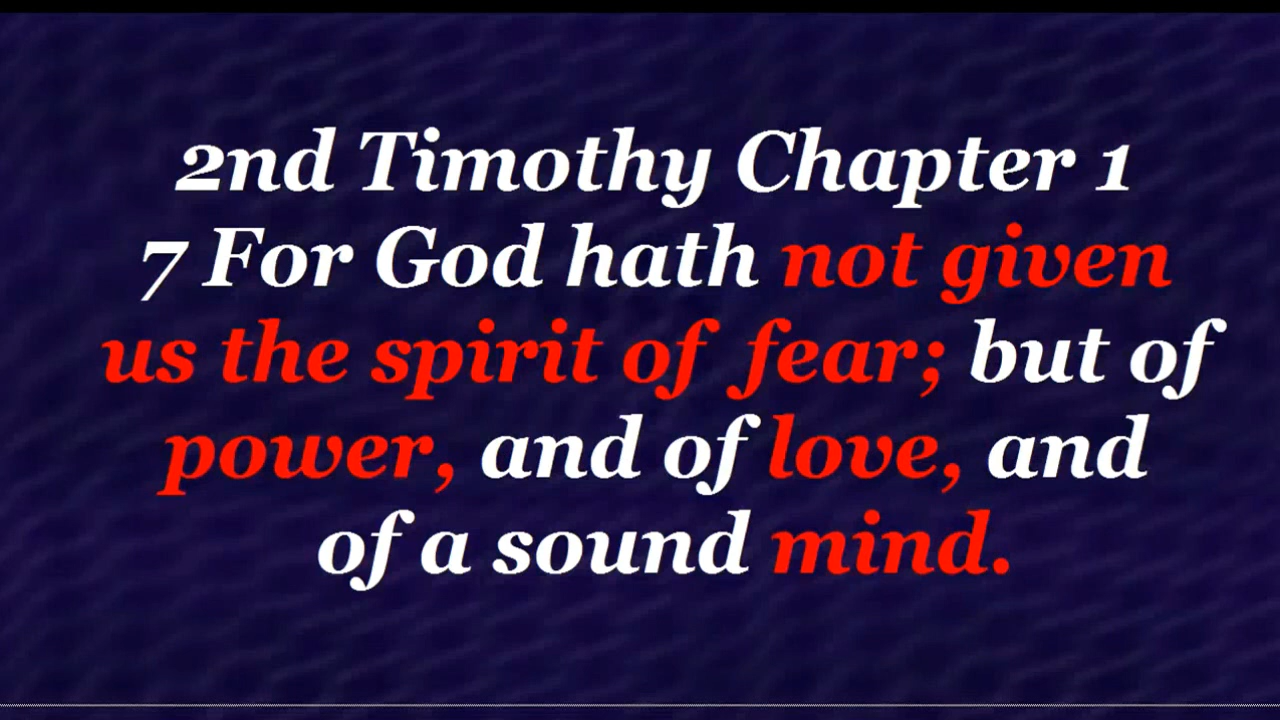 2nd Timothy Chapter 1
7 For God hath not given
us the spirit of fear; but of
power, and of love, and
of a sound mind.